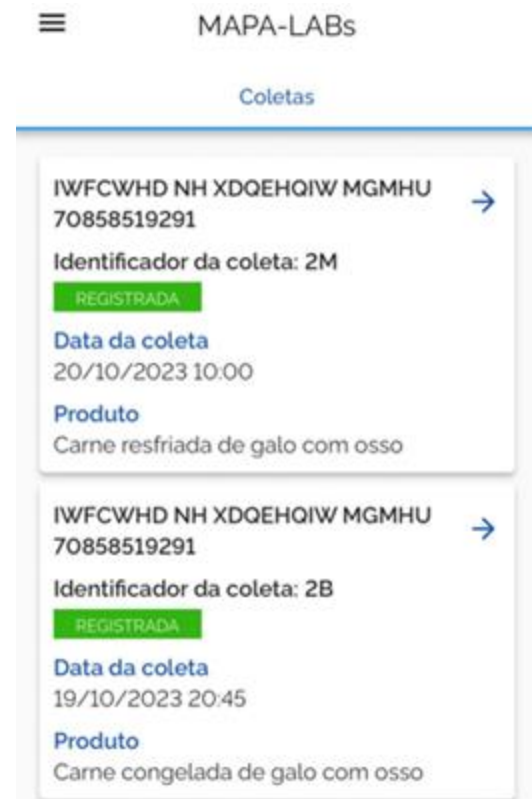 MAPA-LABs
Coletas
IWFCWHD NH XDQEHQIW MGMHU
70858519291
Identificador da coleta: 2M
REGISTRADA
Data da coleta
20/10/2023 10:00
Produto
Carne resfriada de galo com osso
IWFCWHD NH XDQEHQIW MGMHU
70858519291
Identificador da coleta: 2B
REGISTRADA
Data da coleta
19/10/2023 20:45
Produto
Carne congelada de galo com osso